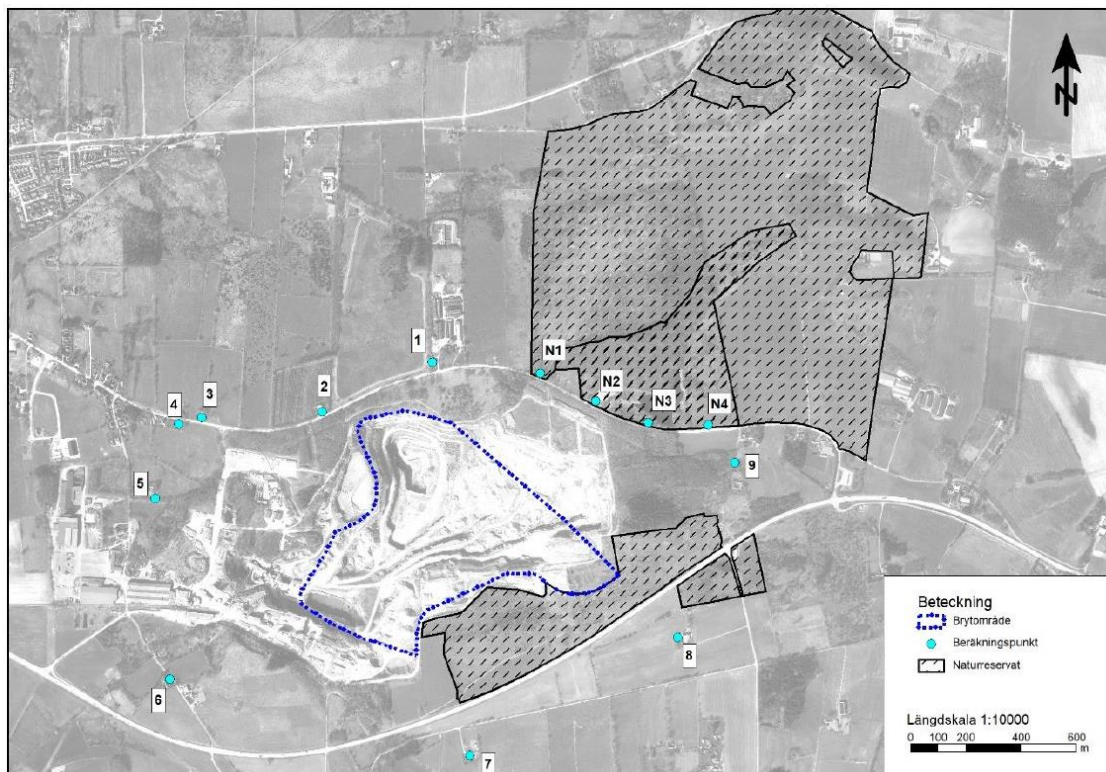 N
1
N1
2
N2
3
N3
N4
4
9
5
8
6
7
Beteckning
Brytområde
Beräkningspunkt
Naturreservat
Längdskala 1:10000
0 100 200 400 600
m